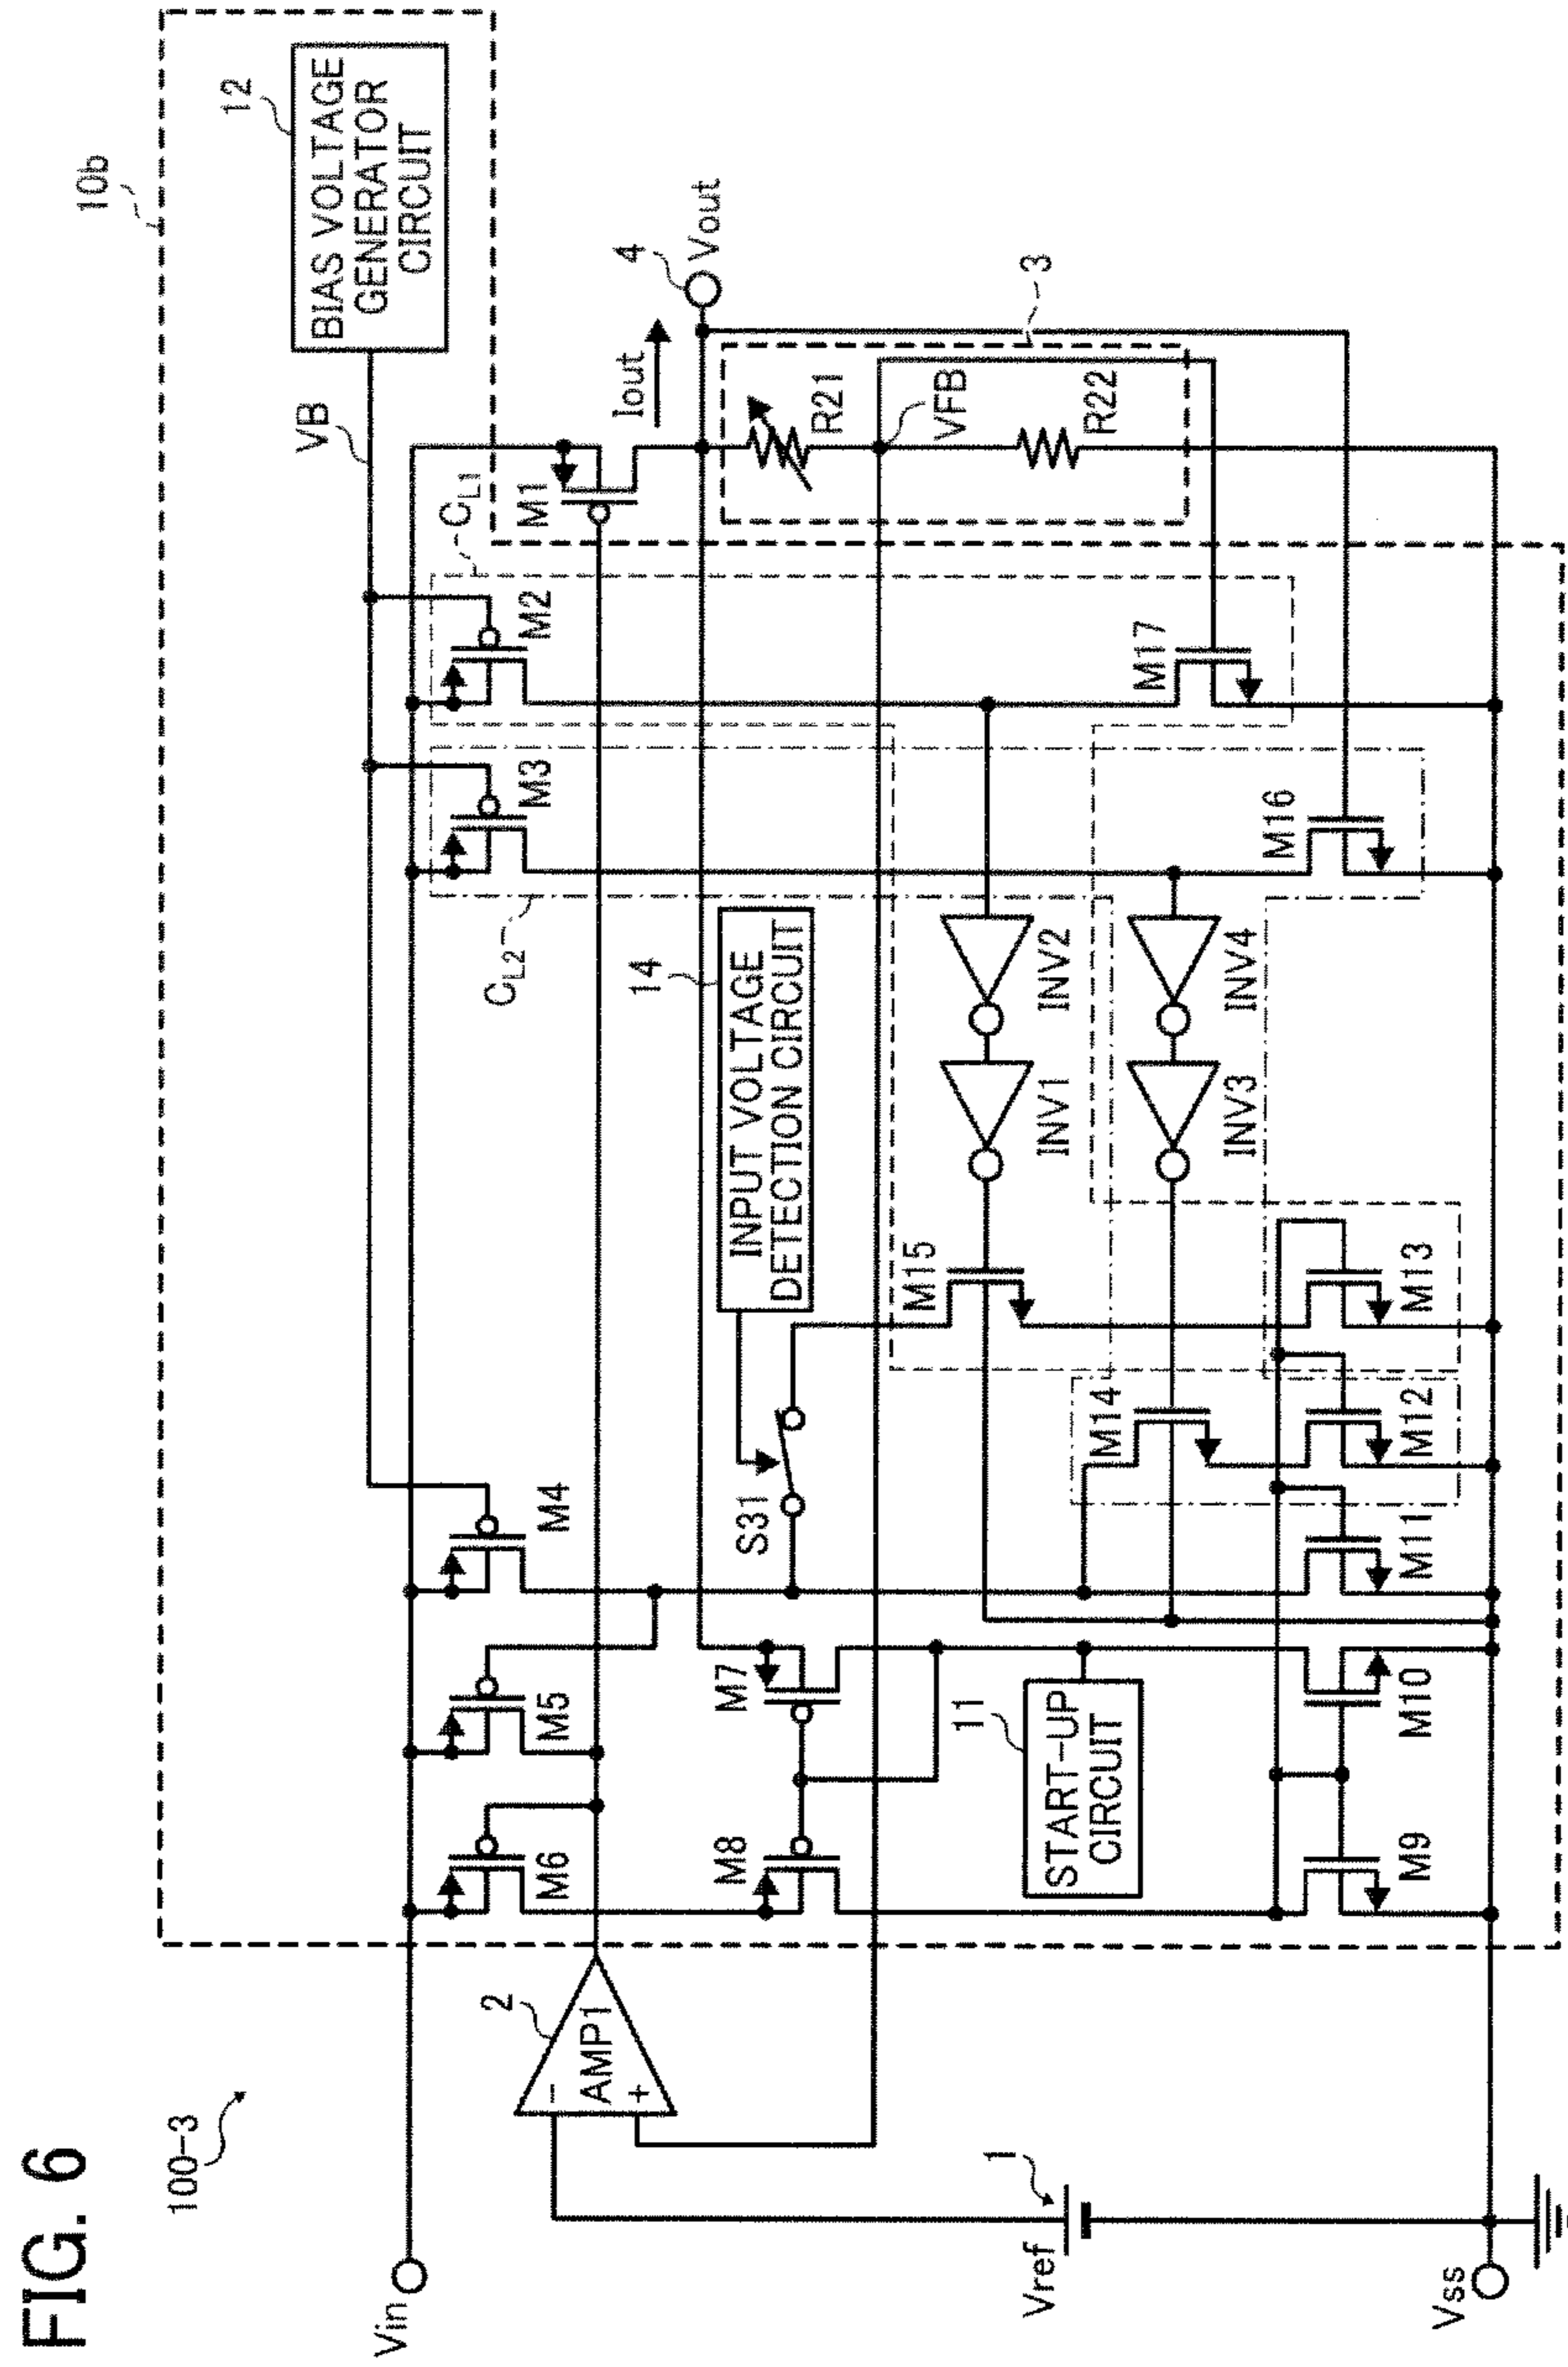 FIG. 6
100-3
10b
12
BIAS VOLTAGE
GENERATOR
CIRCUIT
VB
Vin
M6
M5
M4
M3
M2
CL1
CL2
M1
Iout
4
Vout
2
AMP1
−
+
M8
M7
S31
14
INPUT VOLTAGE
DETECTION CIRCUIT
R21
3
VFB
R22
M15
INV1
INV2
M17
11
START-UP
CIRCUIT
M14
INV3
INV4
M16
1
Vref
M9
M10
M11
M12
M13
Vss